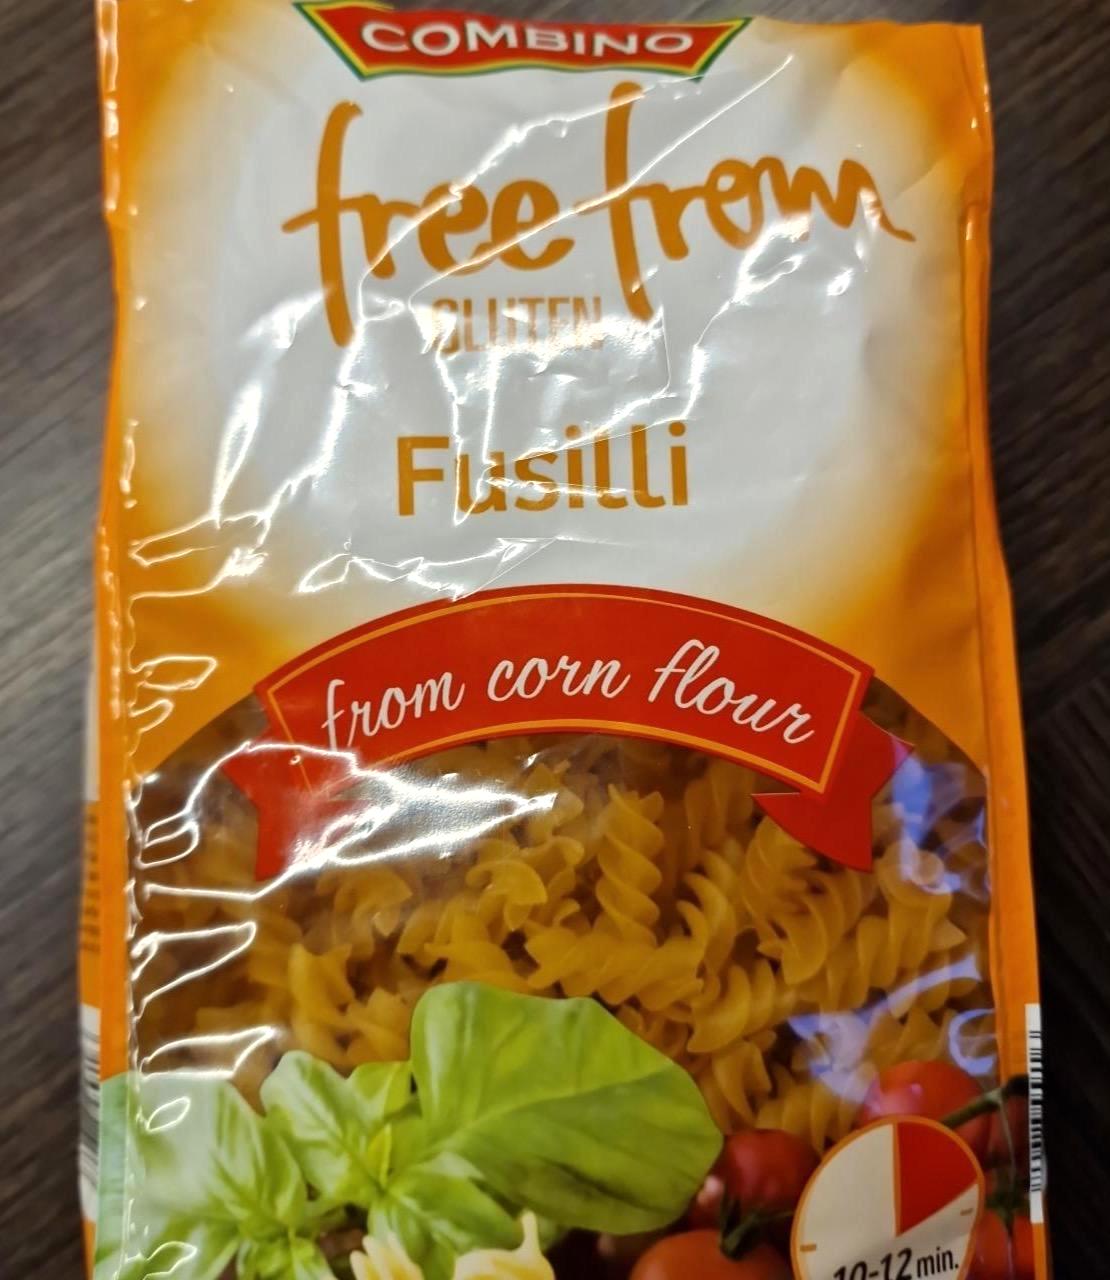 COMBINO
free from
GLUTEN
Fusilli
from corn flour
10-12 min.